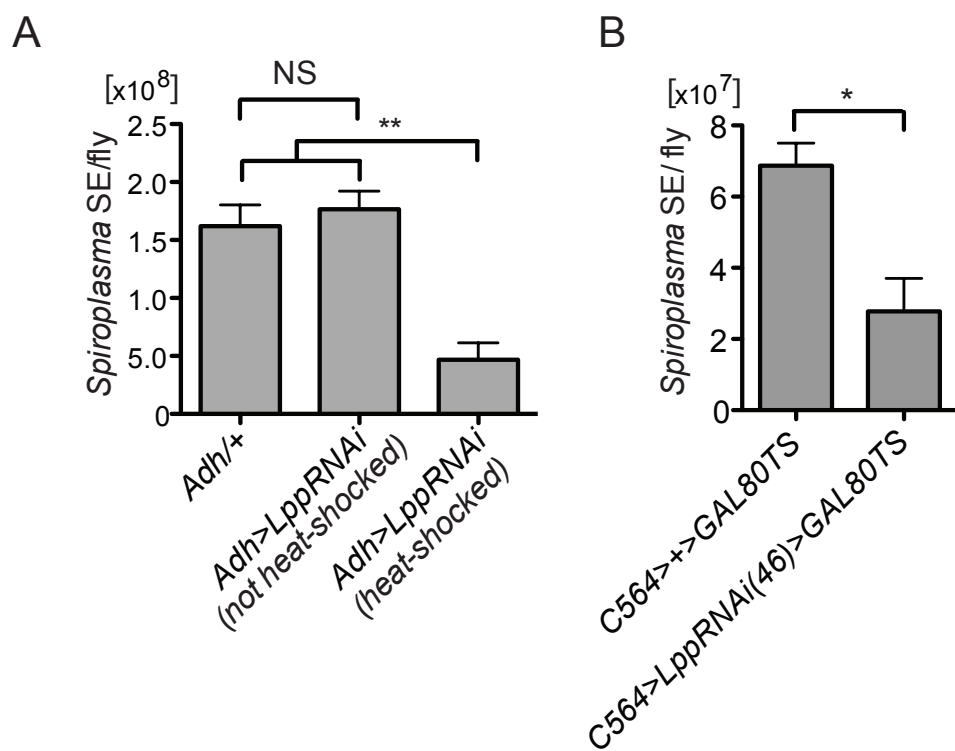 A
[x10⁸]
NS
**
Spiroplasma SE/fly
2.5
2.0
1.5
1.0
5.0
0
Adh/+
Adh>LppRNAi
(not heat-shocked)
Adh>LppRNAi
(heat-shocked)
B
[x10⁷]
*
Spiroplasma SE/ fly
8
6
4
2
0
C564>+>GAL80TS
C564>LppRNAi(46)>GAL80TS